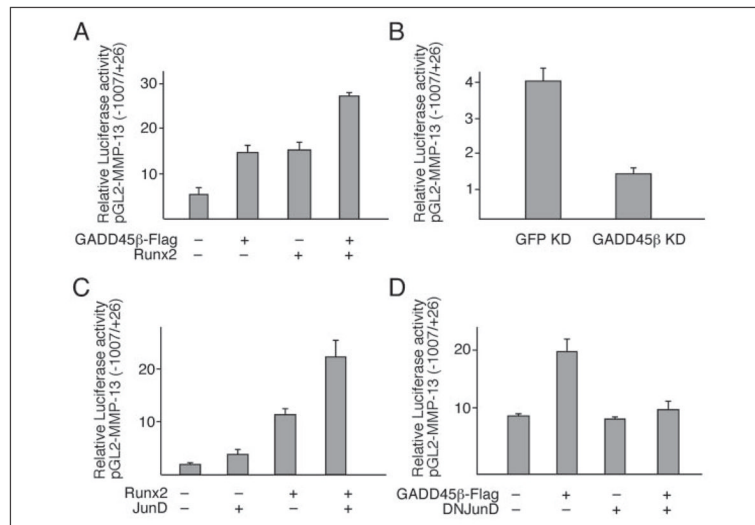 A
Relative Luciferase activity
pGL2-MMP-13 (-1007/+26)
30
20
10
GADD45β-Flag – + – +
Runx2 – – + +
B
Relative Luciferase activity
pGL2-MMP-13 (-1007/+26)
4
3
2
1
GFP KD GADD45β KD
C
Relative Luciferase activity
pGL2-MMP-13 (-1007/+26)
20
10
Runx2 – – + +
JunD – + – +
D
Relative Luciferase activity
pGL2-MMP-13 (-1007/+26)
20
10
GADD45β-Flag – + – +
DNJunD – – + +